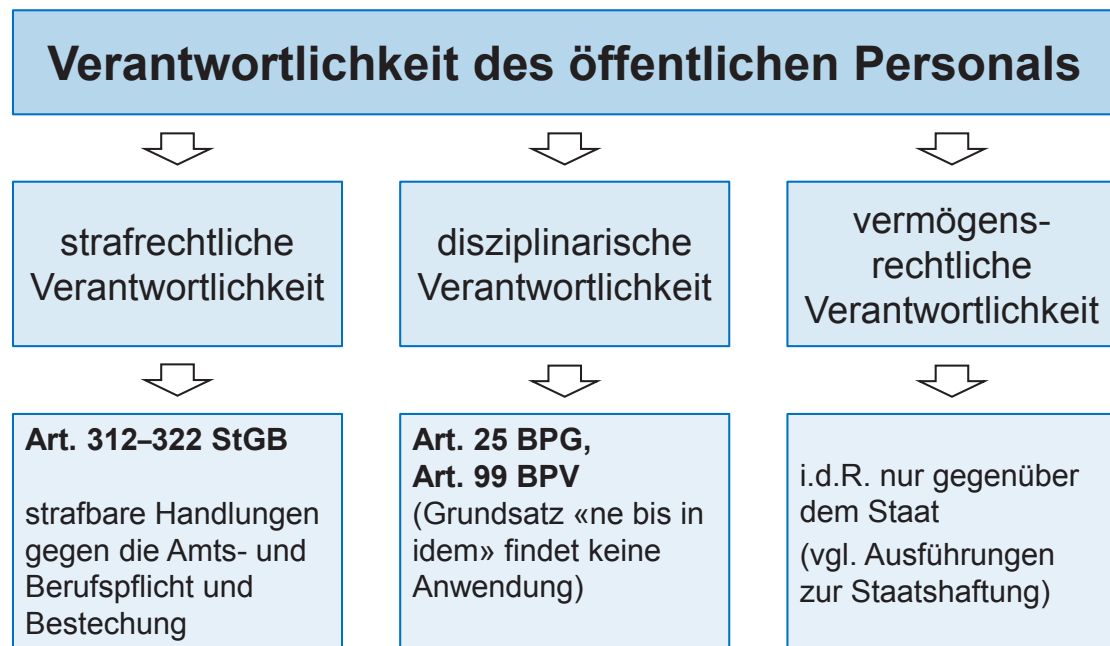 Verantwortlichkeit des öffentlichen Personals
strafrechtliche
Verantwortlichkeit
disziplinarische
Verantwortlichkeit
vermögens-
rechtliche
Verantwortlichkeit
Art. 312–322 StGB
strafbare Handlungen
gegen die Amts- und
Berufspflicht und
Bestechung
Art. 25 BPG,
Art. 99 BPV
(Grundsatz «ne bis in
idem» findet keine
Anwendung)
i.d.R. nur gegenüber
dem Staat
(vgl. Ausführungen
zur Staatshaftung)